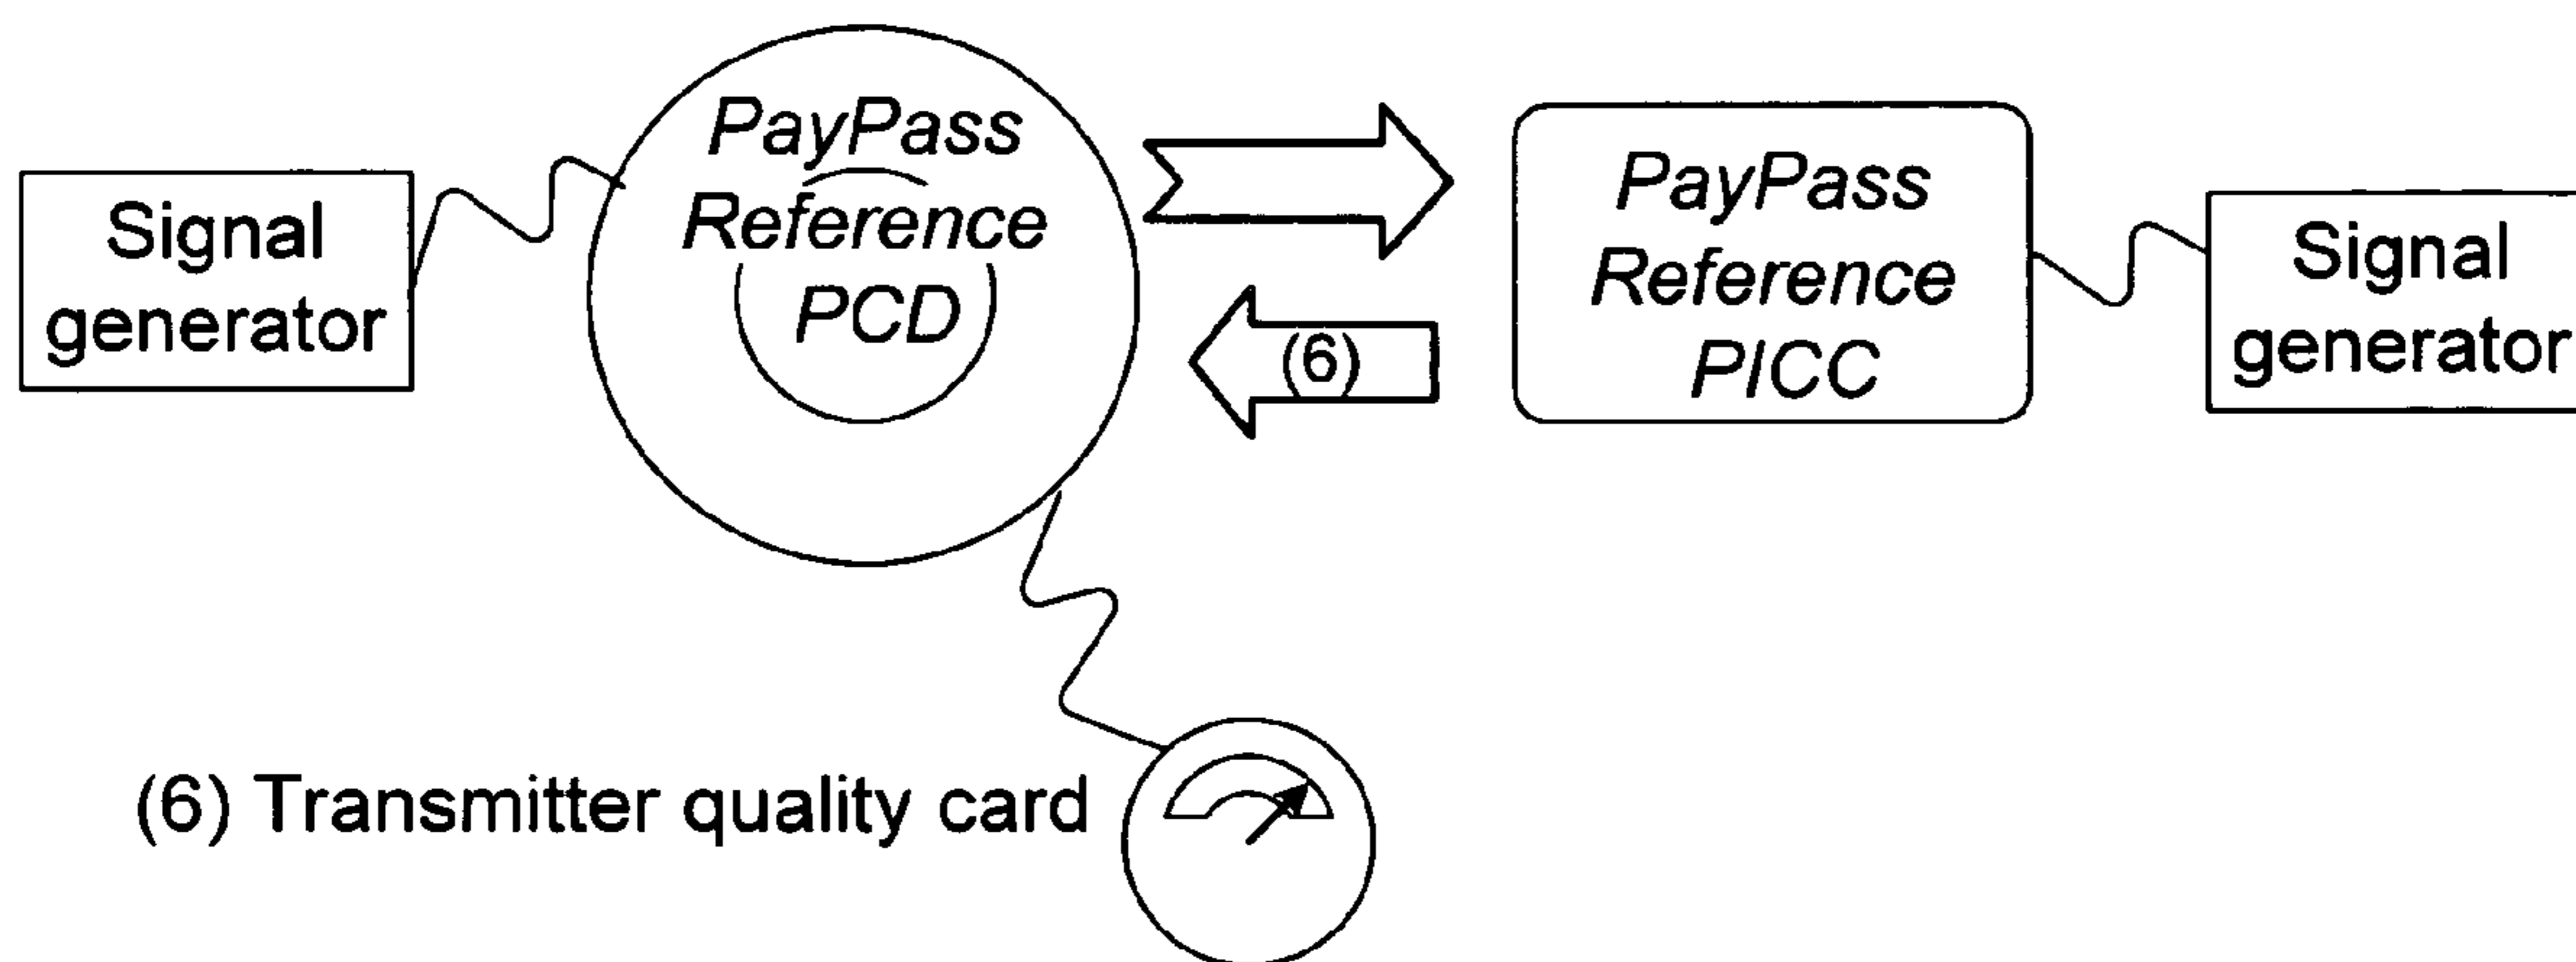 Signal
generator
PayPass
Reference
PCD
(6)
PayPass
Reference
PICC
Signal
generator
(6) Transmitter quality card